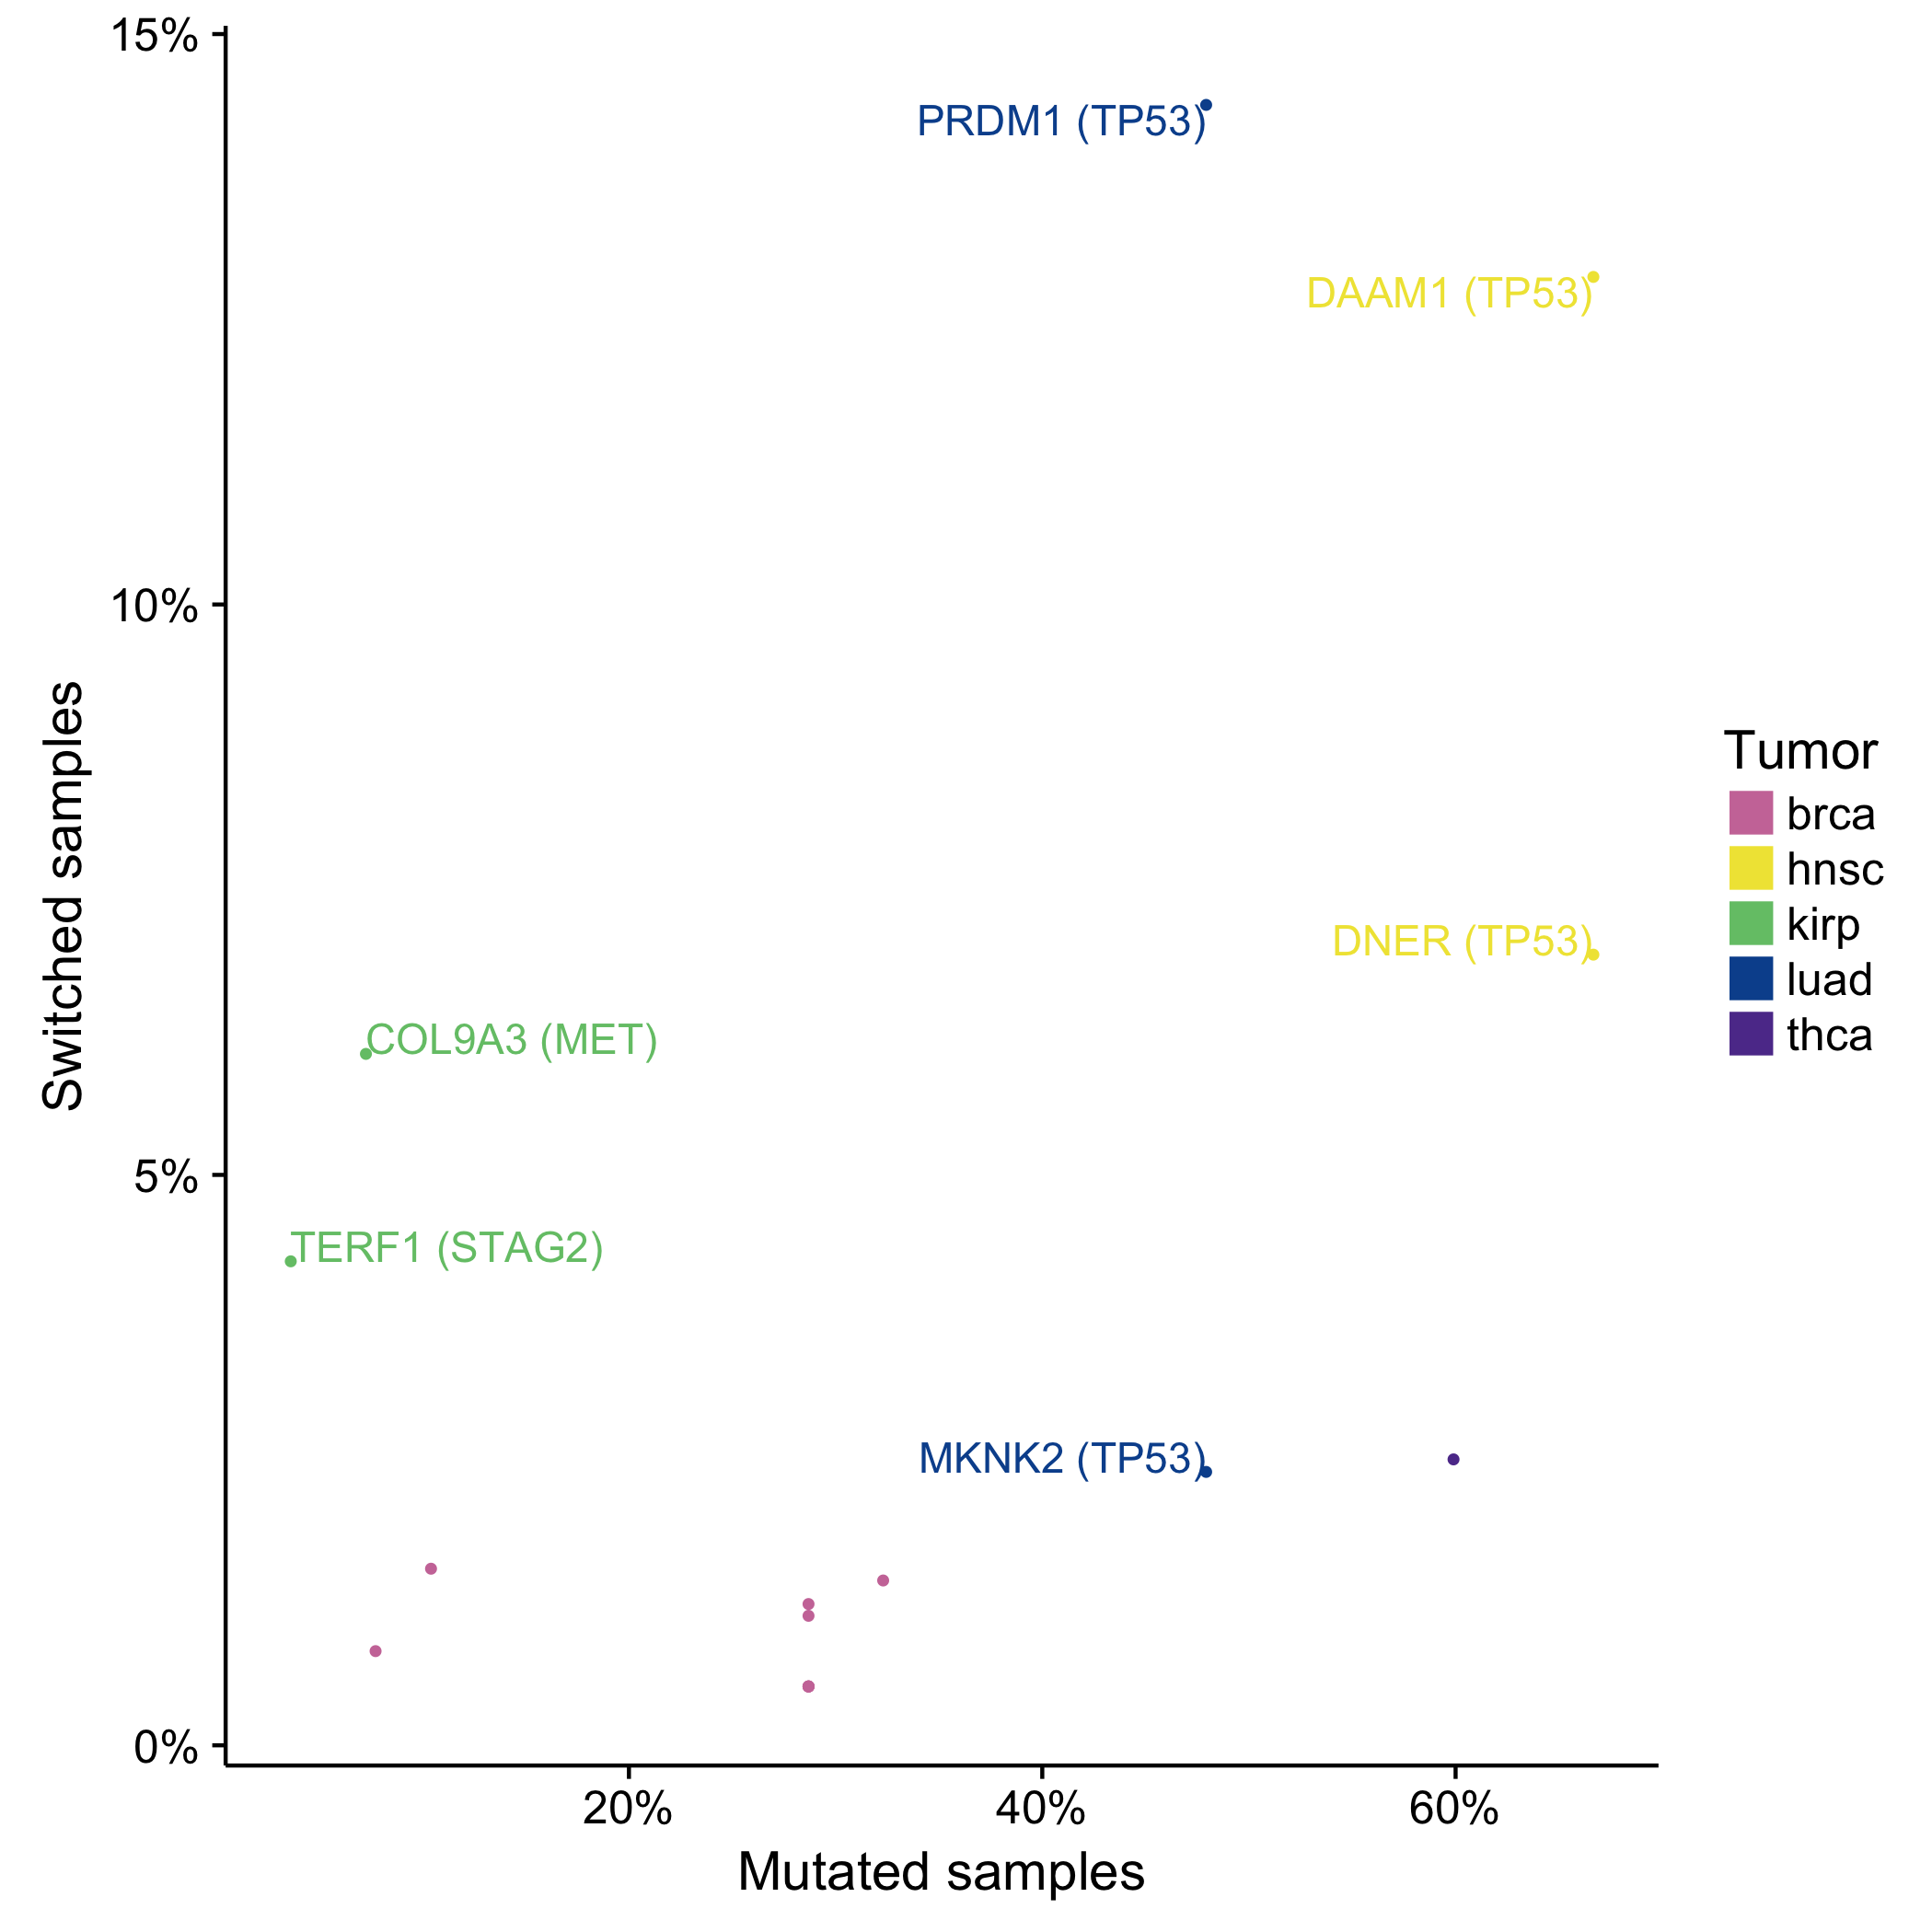 15%
PRDM1 (TP53)
DAAM1 (TP53)
10%
Switched samples
Tumor
brca
hnsc
kirp
luad
thca
DNER (TP53)
COL9A3 (MET)
5%
TERF1 (STAG2)
MKNK2 (TP53)
0%
20% 40% 60%
Mutated samples